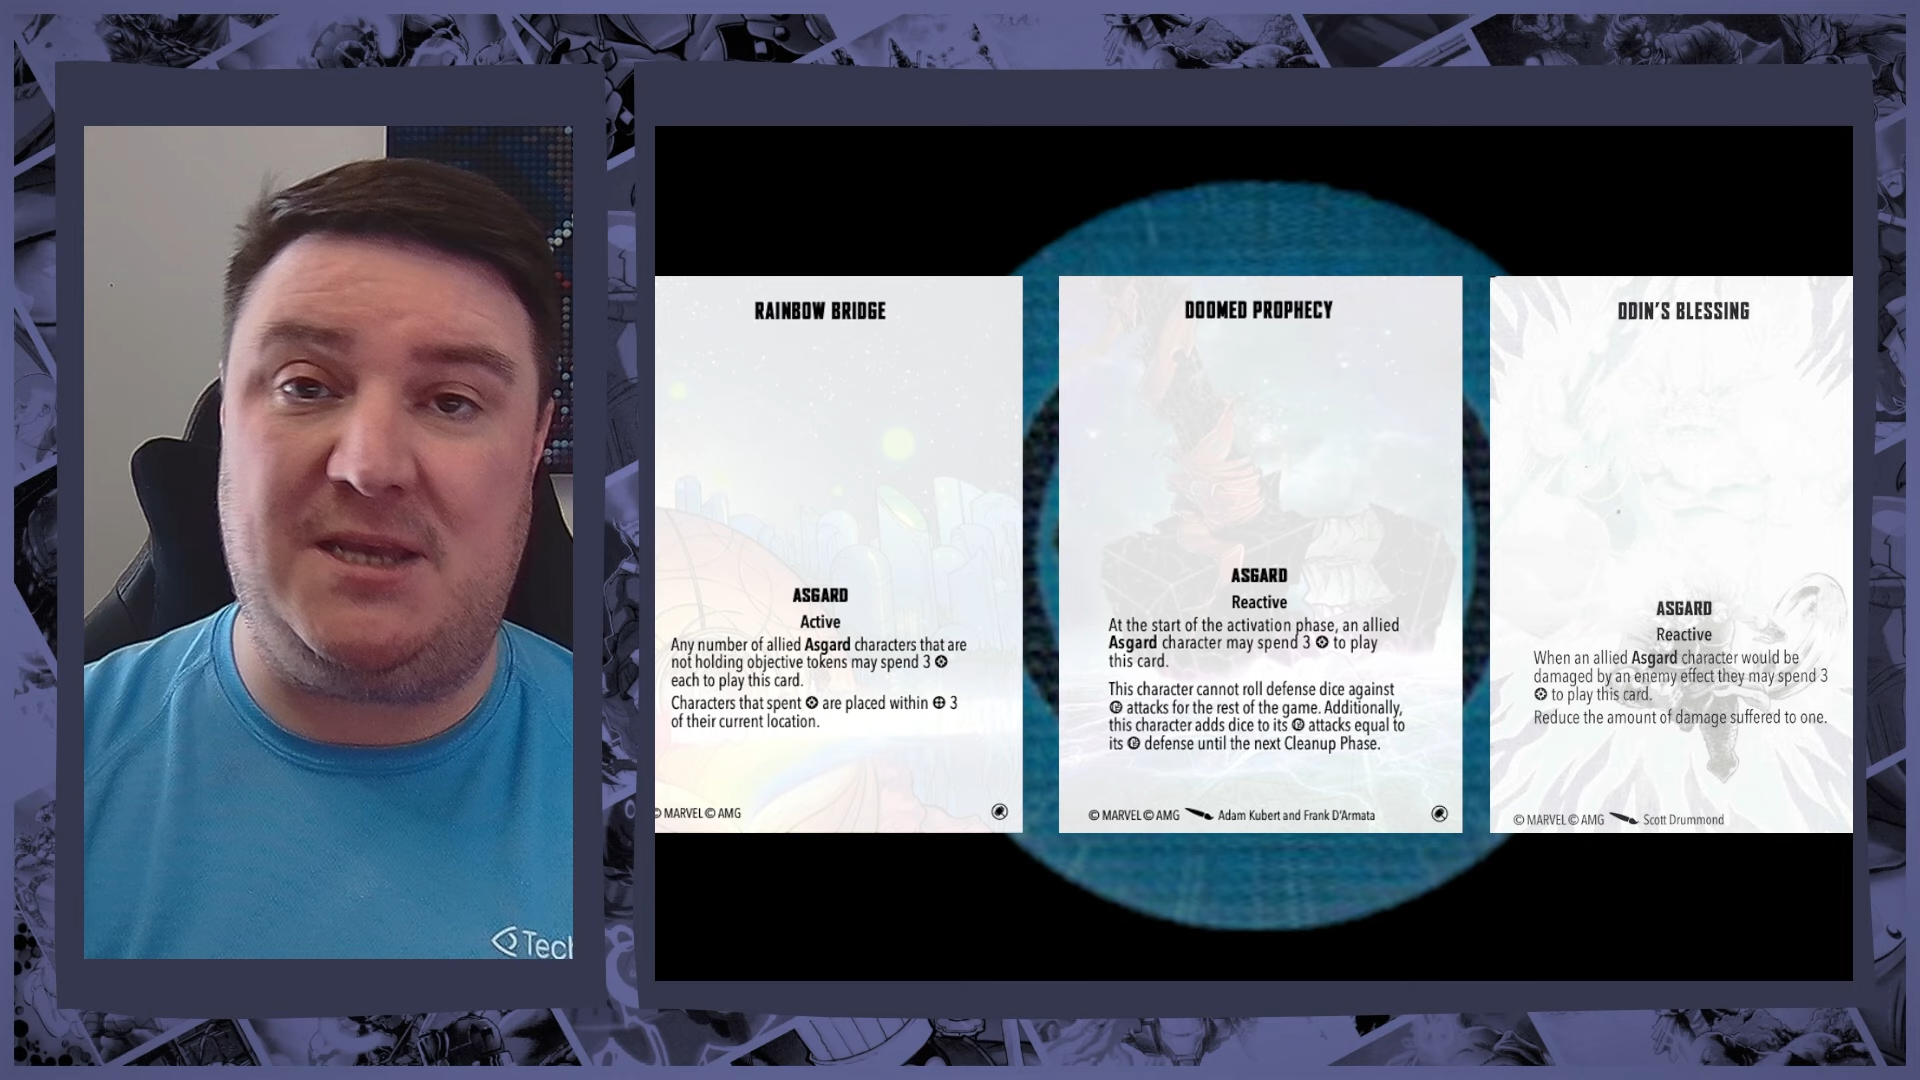 Tech
RAINBOW BRIDGE
ASGARD
Active
Any number of allied Asgard characters that are
not holding objective tokens may spend 3
each to play this card.
Characters that spent are placed within 3
of their current location.
© MARVEL © AMG
DOOMED PROPHECY
ASGARD
Reactive
At the start of the activation phase, an allied
Asgard character may spend 3 to play
this card.
This character cannot roll defense dice against
attacks for the rest of the game. Additionally,
this character adds dice to its attacks equal to
its defense until the next Cleanup Phase.
© MARVEL © AMG Adam Kubert and Frank D'Armata
ODIN'S BLESSING
ASGARD
Reactive
When an allied Asgard character would be
damaged by an enemy effect they may spend 3
to play this card.
Reduce the amount of damage suffered to one.
© MARVEL © AMG Scott Drummond